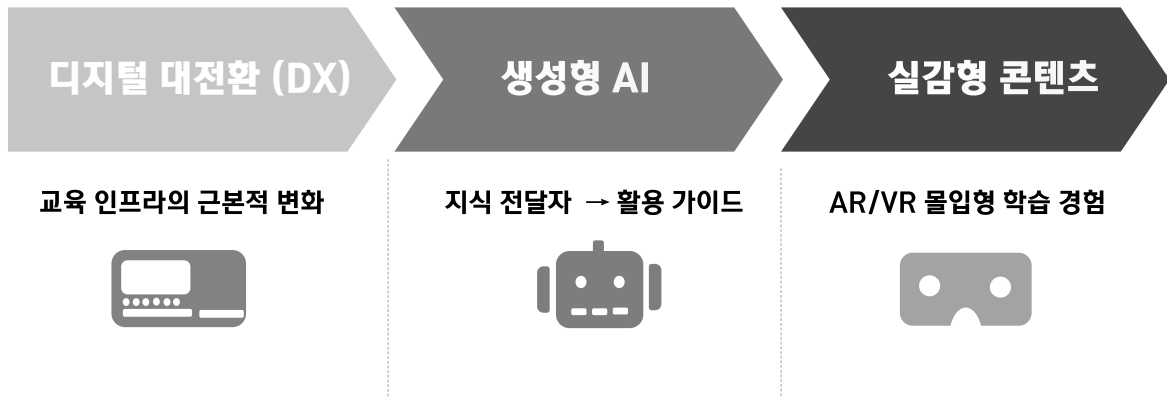 디지털 대전환 (DX)
생성형 AI
실감형 콘텐츠
교육 인프라의 근본적 변화
지식 전달자 → 활용 가이드
AR/VR 몰입형 학습 경험